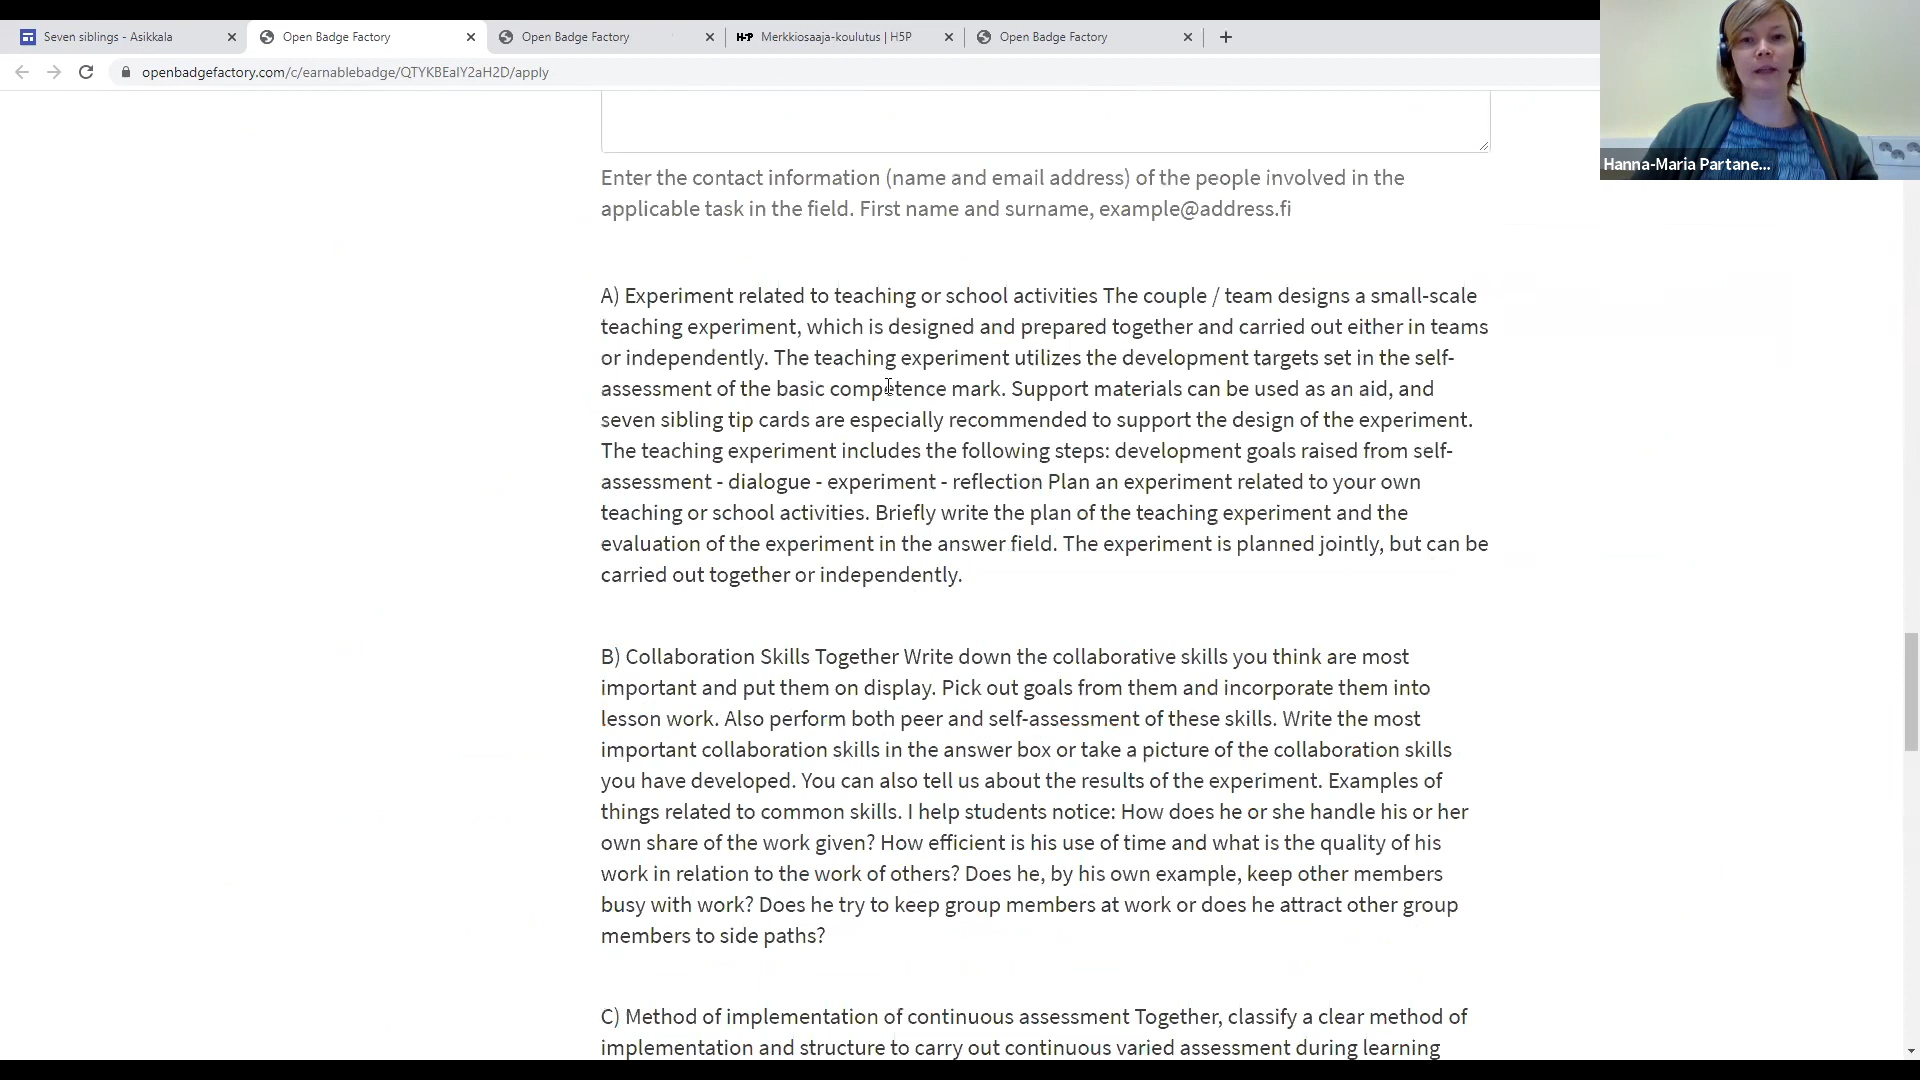 Seven siblings - Asikkala
Open Badge Factory
Open Badge Factory
H-P Merkkiosaaja-koulutus | H5P
Open Badge Factory
openbadgefactory.com/c/earnablebadge/QTYKBEaIY2aH2D/apply
Hanna-Maria Partane...
Enter the contact information (name and email address) of the people involved in the
applicable task in the field. First name and surname, example@address.fi
A) Experiment related to teaching or school activities The couple / team designs a small-scale
teaching experiment, which is designed and prepared together and carried out either in teams
or independently. The teaching experiment utilizes the development targets set in the self-
assessment of the basic competence mark. Support materials can be used as an aid, and
seven sibling tip cards are especially recommended to support the design of the experiment.
The teaching experiment includes the following steps: development goals raised from self-
assessment - dialogue - experiment - reflection Plan an experiment related to your own
teaching or school activities. Briefly write the plan of the teaching experiment and the
evaluation of the experiment in the answer field. The experiment is planned jointly, but can be
carried out together or independently.
B) Collaboration Skills Together Write down the collaborative skills you think are most
important and put them on display. Pick out goals from them and incorporate them into
lesson work. Also perform both peer and self-assessment of these skills. Write the most
important collaboration skills in the answer box or take a picture of the collaboration skills
you have developed. You can also tell us about the results of the experiment. Examples of
things related to common skills. I help students notice: How does he or she handle his or her
own share of the work given? How efficient is his use of time and what is the quality of his
work in relation to the work of others? Does he, by his own example, keep other members
busy with work? Does he try to keep group members at work or does he attract other group
members to side paths?
C) Method of implementation of continuous assessment Together, classify a clear method of
implementation and structure to carry out continuous varied assessment during learning